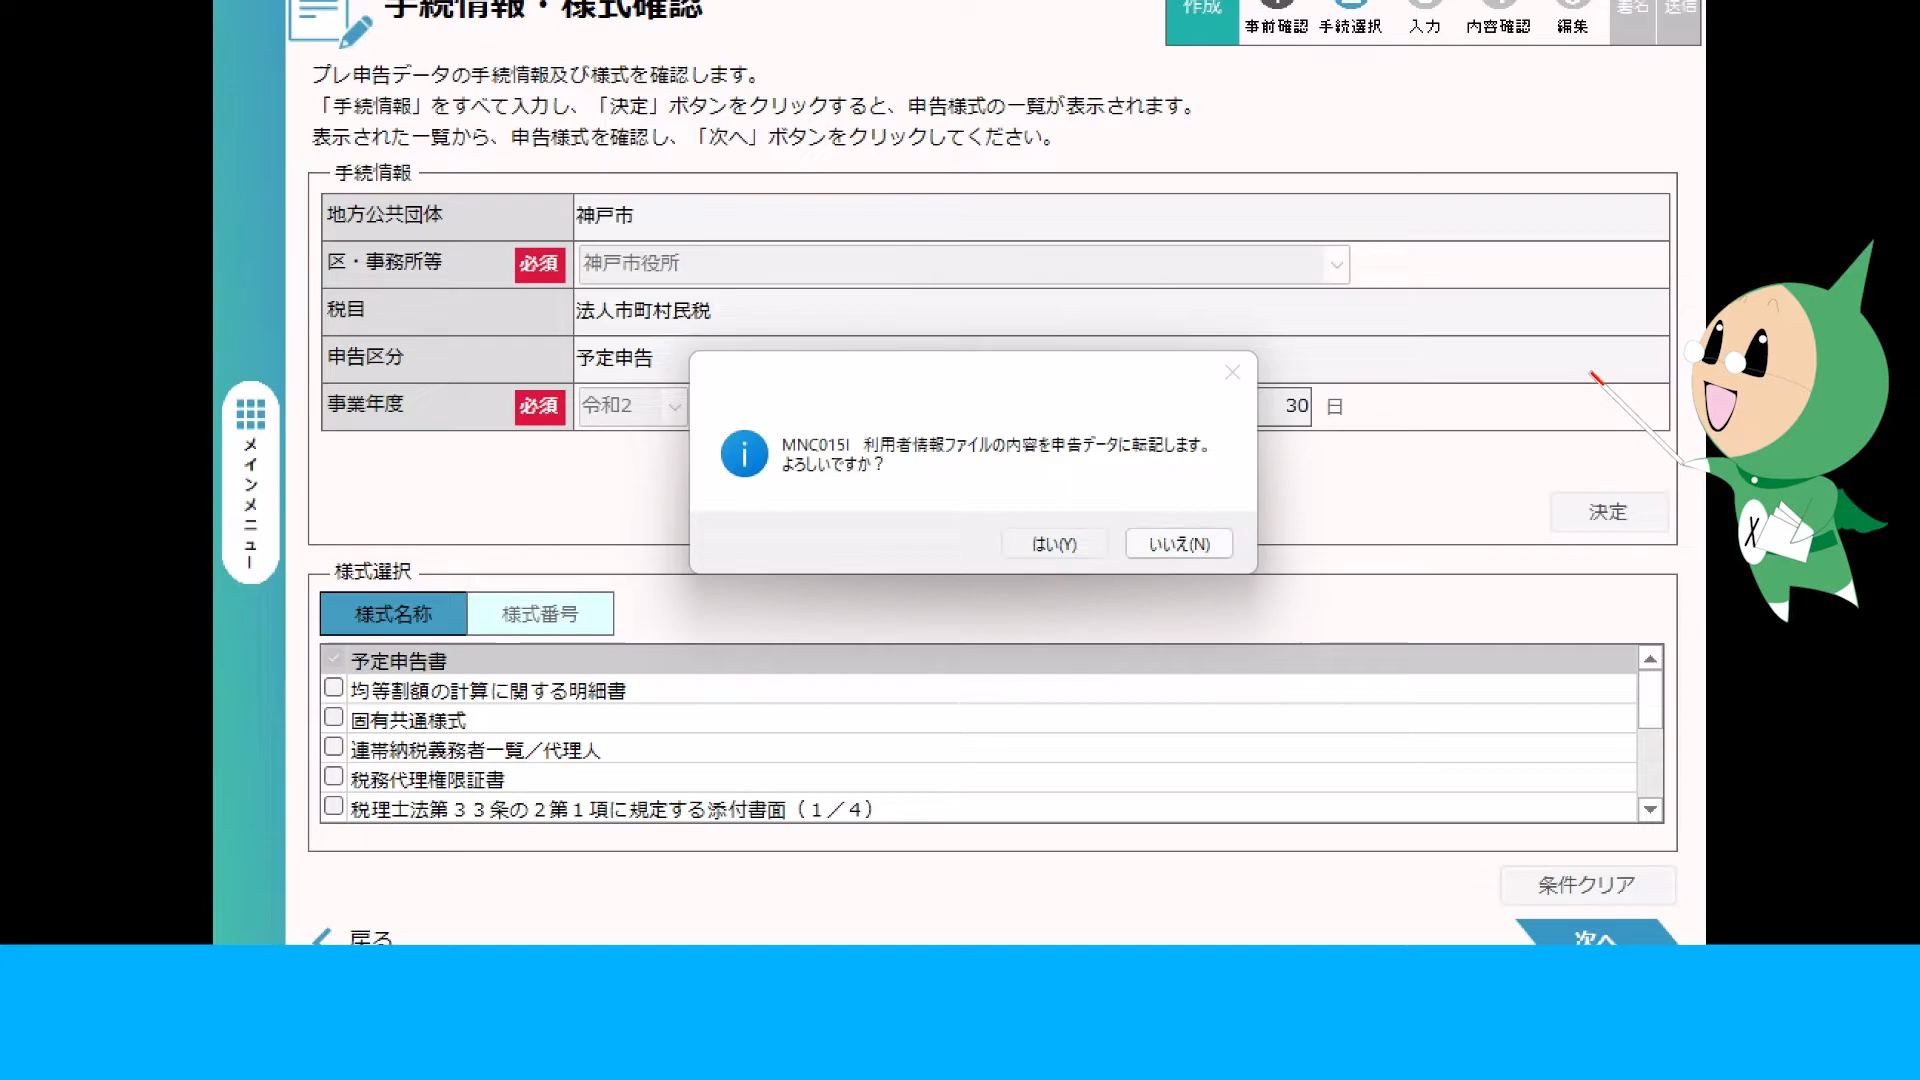 手続情報・様式確認
作成
事前確認 手続選択 入力 内容確認 編集
署名 送信
プレ申告データの手続情報及び様式を確認します。
「手続情報」をすべて入力し、「決定」ボタンをクリックすると、申告様式の一覧が表示されます。
表示された一覧から、申告様式を確認し、「次へ」ボタンをクリックしてください。
手続情報
地方公共団体 神戸市
区・事務所等 必須 神戸市役所
税目 法人市町村民税
申告区分 予定申告
事業年度 必須 令和2 30 日
MNC015I 利用者情報ファイルの内容を申告データに転記します。
よろしいですか？
はい(Y) いいえ(N)
決定
メインメニュー
様式選択
様式名称 様式番号
予定申告書
均等割額の計算に関する明細書
固有共通様式
連帯納税義務者一覧／代理人
税務代理権限証書
税理士法第３３条の２第１項に規定する添付書面（１／４）
条件クリア
戻る
次へ